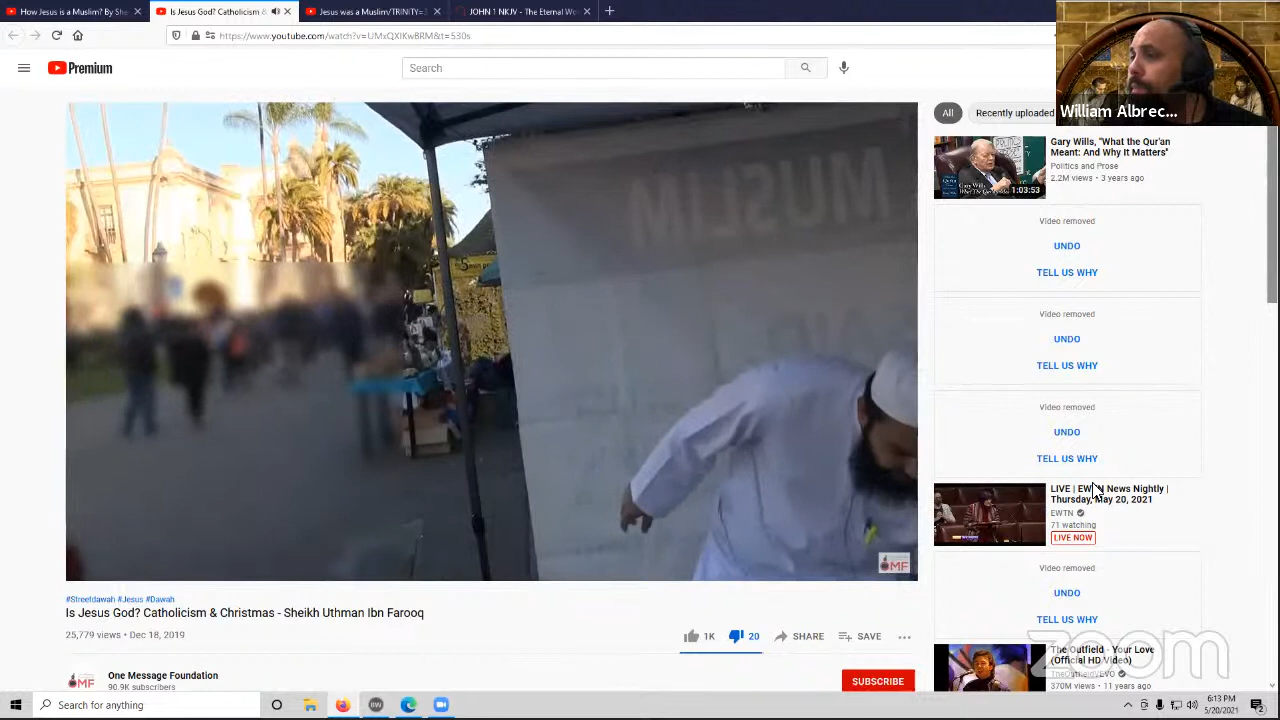 How Jesus is a Muslim? By She
Is Jesus God? Catholicism &
Jesus was a Muslim/TRINITY=
JOHN 1 NKJV - The Eternal Wo
https://www.youtube.com/watch?v=UMxQXlKwBRM&t=530s
Premium
Search
William Albrec...
All
Recently uploaded
Gary Wills, "What the Qur'an
Meant: And Why It Matters"
Politics and Prose
2.2M views • 3 years ago
1:03:53
Video removed
UNDO
TELL US WHY
Video removed
UNDO
TELL US WHY
Video removed
UNDO
TELL US WHY
LIVE | EWTN News Nightly |
Thursday, May 20, 2021
EWTN
71 watching
LIVE NOW
Video removed
UNDO
TELL US WHY
The Outfield - Your Love
(Official HD Video)
TheOutfieldVEVO
370M views • 11 years ago
zoom
OMF
#Streetdawah #Jesus #Dawah
Is Jesus God? Catholicism & Christmas - Sheikh Uthman Ibn Farooq
25,779 views • Dec 18, 2019
1K
20
SHARE
SAVE
OMF
One Message Foundation
90.9K subscribers
SUBSCRIBE
Search for anything
6:13 PM
5/20/2021
2